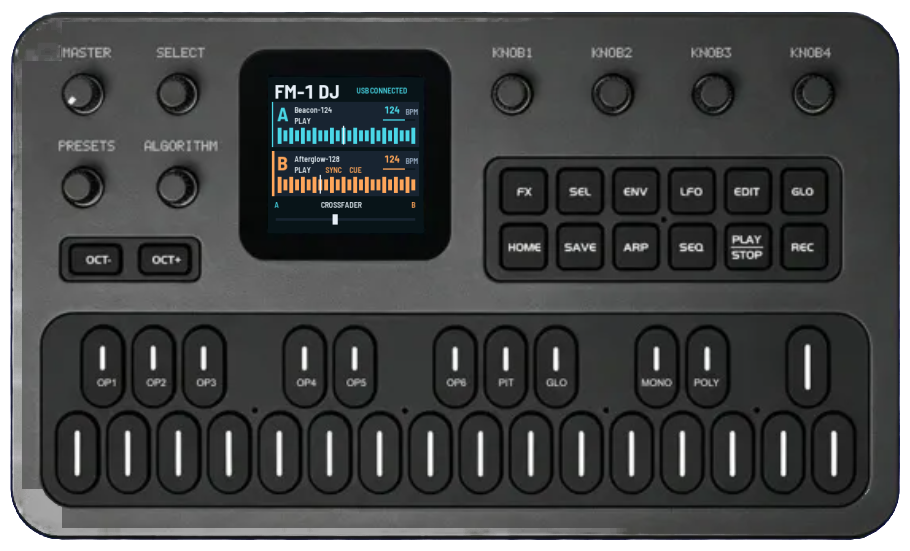 MASTER SELECT KNOB1 KNOB2 KNOB3 KNOB4
FM-1 DJ USB CONNECTED
A Beacon-124 124 BPM
PLAY
PRESETS ALGORITHM
B Afterglow-128 124 BPM
PLAY SYNC CUE
A CROSSFADER B
FX SEL ENV LFO EDIT GLO
HOME SAVE ARP SEQ PLAY
STOP REC
OCT- OCT+
OP1 OP2 OP3 OP4 OP5 OP6 PIT GLO MONO POLY